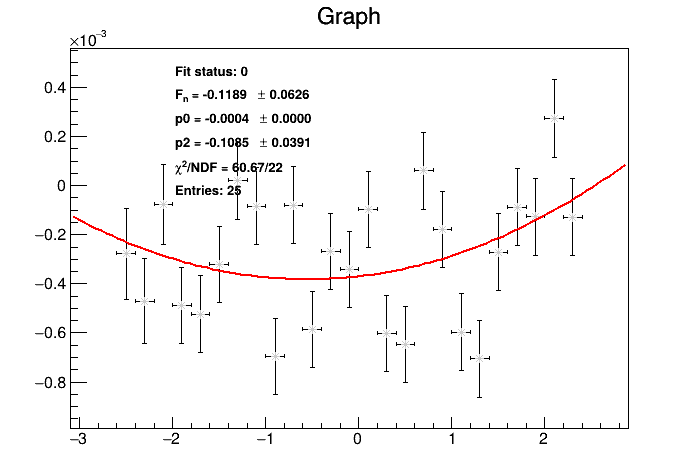 Graph
×10⁻³
Fit status: 0
Fₙ = -0.1189 ± 0.0626
p0 = -0.0004 ± 0.0000
p2 = -0.1085 ± 0.0391
χ²/NDF = 60.67/22
Entries: 25
0.4
0.2
0
−0.2
−0.4
−0.6
−0.8
−3 −2 −1 0 1 2